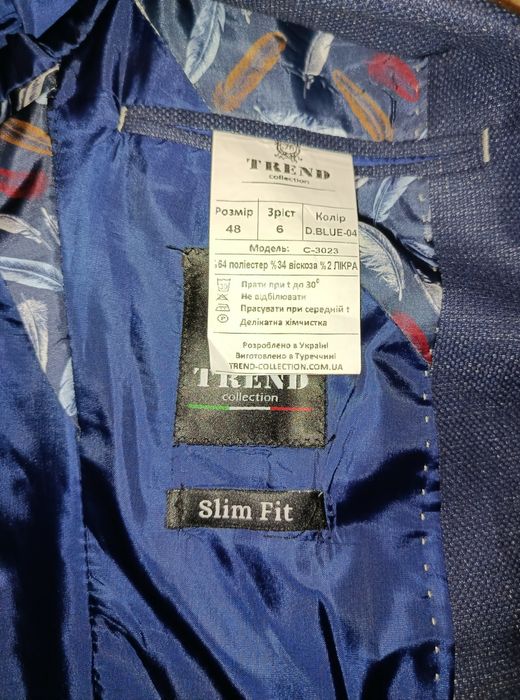 TREND
collection
Розмір Зріст Колір
48 6 D.BLUE-04
Модель: C-3023
%64 поліестер %34 віскоза %2 ЛІКРА
Прати при t до 30⁰
Не відбілювати
Прасувати при середній t
Делікатна хімчистка
Розроблено в Україні
Виготовлено в Туреччині
TREND-COLLECTION.COM.UA
TREND
collection
Slim Fit